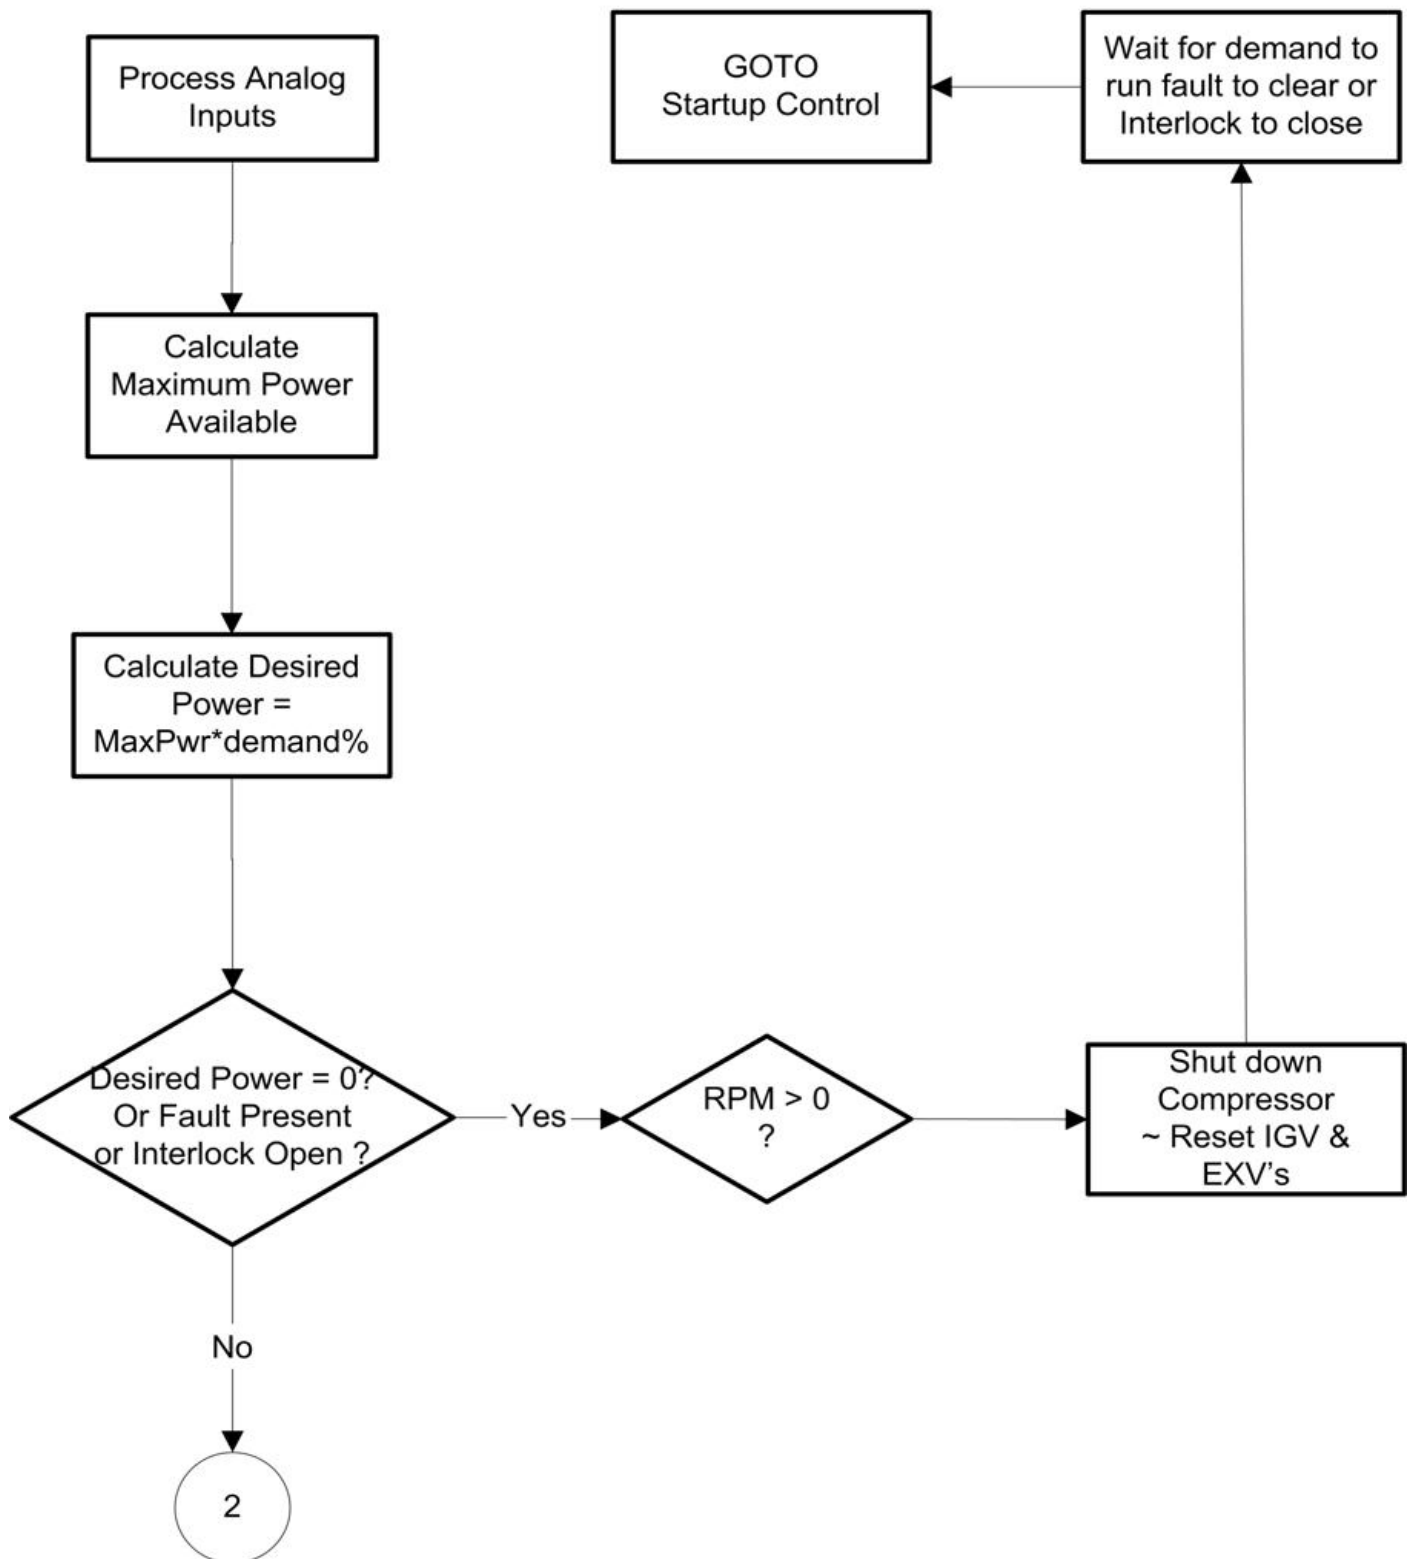 Process Analog
Inputs
GOTO
Startup Control
Wait for demand to
run fault to clear or
Interlock to close
Calculate
Maximum Power
Available
Calculate Desired
Power =
MaxPwr*demand%
Desired Power = 0?
Or Fault Present
or Interlock Open ?
Yes
RPM > 0
?
Shut down
Compressor
~ Reset IGV &
EXV’s
No
2